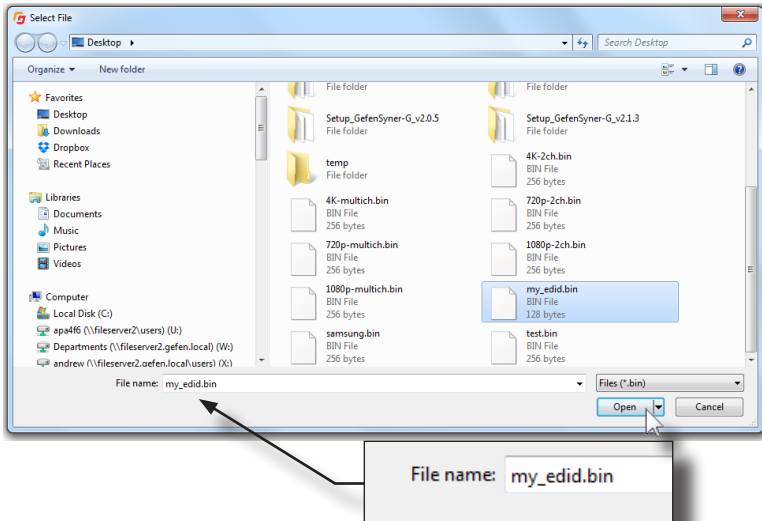 Select File
Desktop
Search Desktop
Organize
New folder
Favorites
Desktop
Downloads
Dropbox
Recent Places
Libraries
Documents
Music
Pictures
Videos
Computer
Local Disk (C:)
apa4f6 (\\fileserver2\users) (U:)
Departments (\\fileserver2.gefen.local) (W:)
andrew (\\fileserver2.gefen.local\users) (X:)
File folder
File folder
Setup_GefenSyner-G_v2.0.5
File folder
Setup_GefenSyner-G_v2.1.3
File folder
temp
File folder
4K-2ch.bin
BIN File
256 bytes
4K-multich.bin
BIN File
256 bytes
720p-2ch.bin
BIN File
256 bytes
720p-multich.bin
BIN File
256 bytes
1080p-2ch.bin
BIN File
256 bytes
1080p-multich.bin
BIN File
256 bytes
my_edid.bin
BIN File
128 bytes
samsung.bin
BIN File
256 bytes
test.bin
BIN File
256 bytes
File name: my_edid.bin
Files (*.bin)
Open
Cancel
File name: my_edid.bin